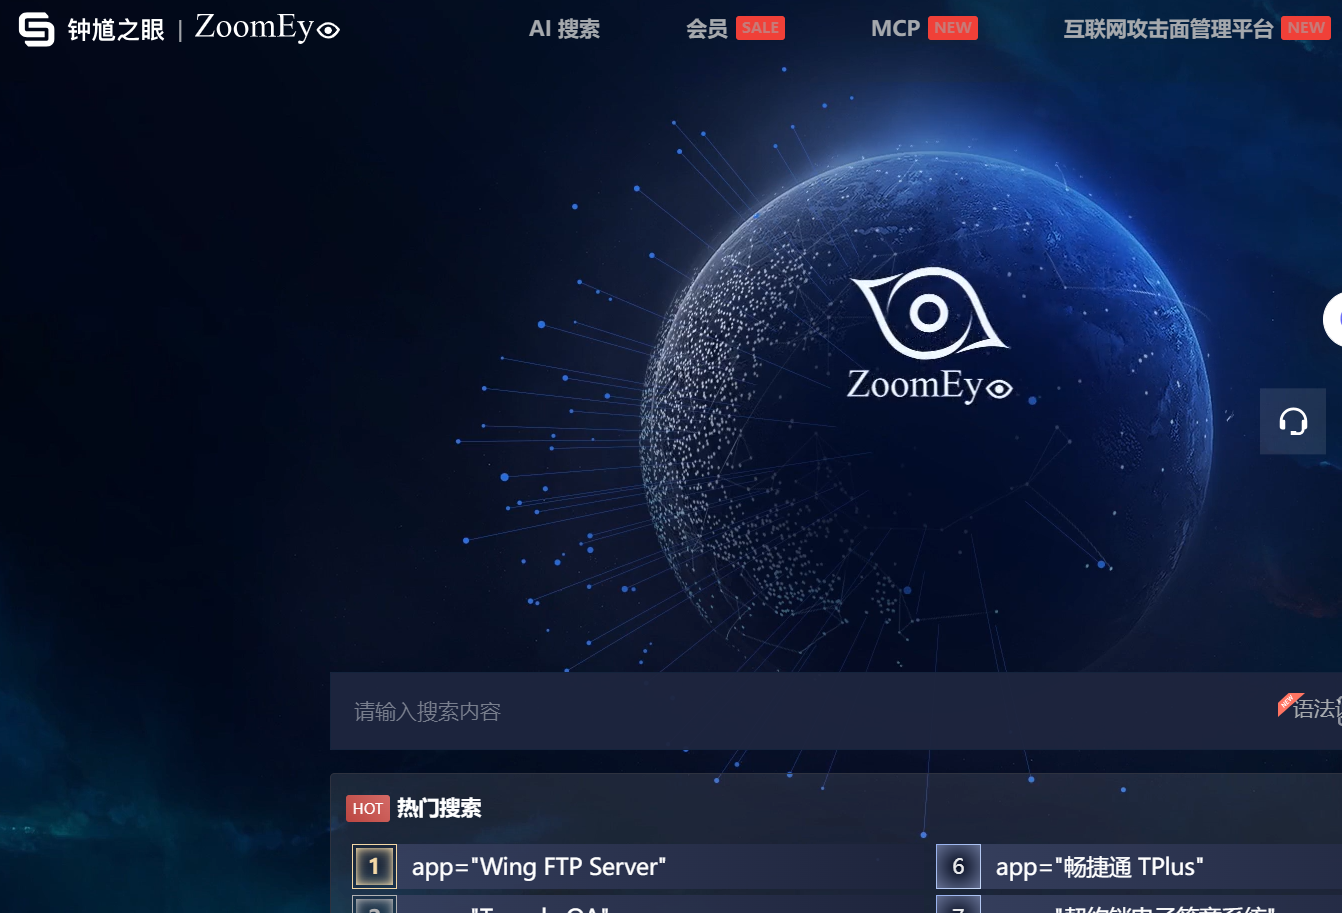 钟馗之眼 | ZoomEye
AI 搜索
会员 SALE
MCP NEW
互联网攻击面管理平台 NEW
ZoomEye
请输入搜索内容
NEW 语法
HOT 热门搜索
1 app="Wing FTP Server"
6 app="畅捷通 TPlus"